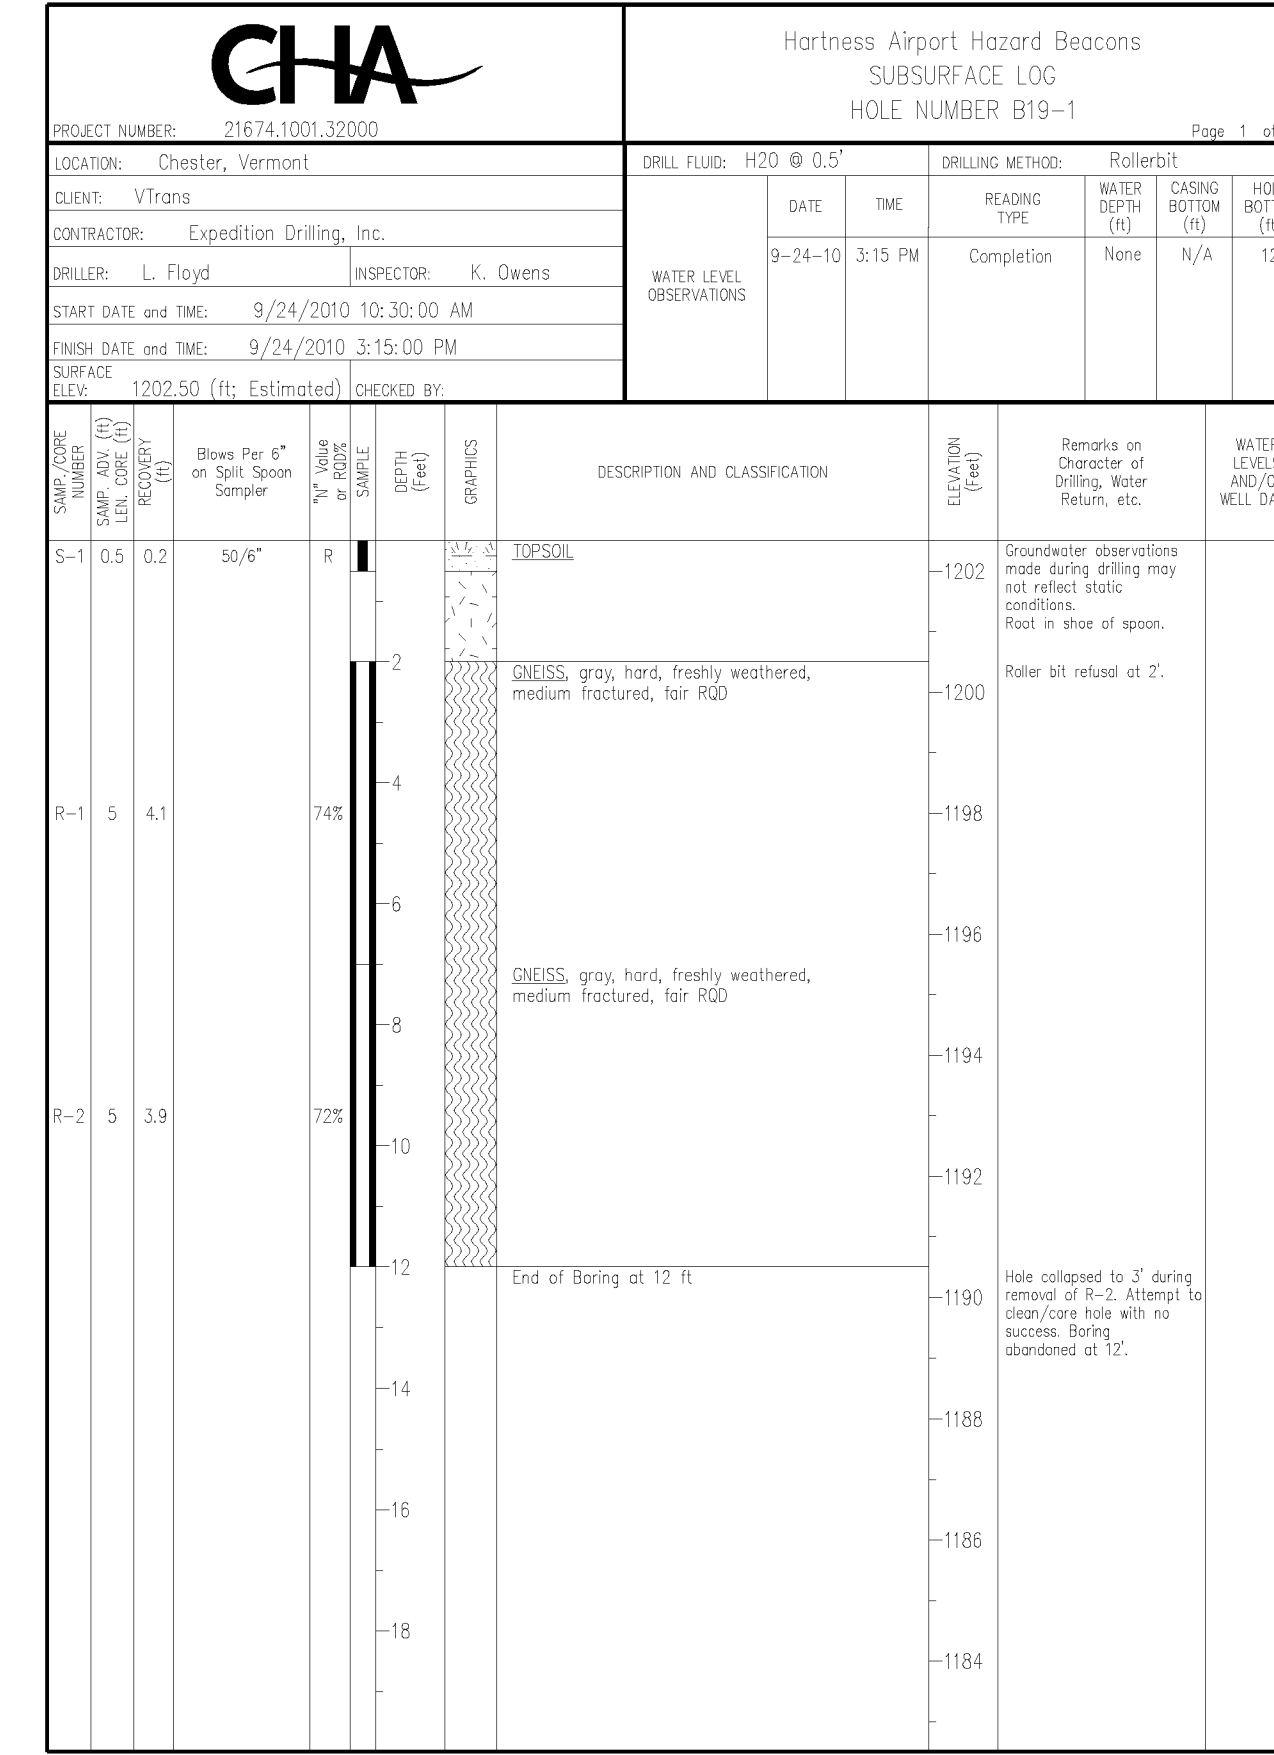 CHA
PROJECT NUMBER: 21674.1001.32000
Hartness Airport Hazard Beacons
SUBSURFACE LOG
HOLE NUMBER B19-1
Page 1 of
LOCATION: Chester, Vermont
CLIENT: VTrans
CONTRACTOR: Expedition Drilling, Inc.
DRILLER: L. Floyd
INSPECTOR: K. Owens
START DATE and TIME: 9/24/2010 10:30:00 AM
FINISH DATE and TIME: 9/24/2010 3:15:00 PM
SURFACE
ELEV: 1202.50 (ft; Estimated)
CHECKED BY:
DRILL FLUID: H20 @ 0.5'
DRILLING METHOD: Rollerbit
WATER LEVEL
OBSERVATIONS
DATE
TIME
READING
TYPE
WATER
DEPTH
(ft)
CASING
BOTTOM
(ft)
9-24-10 3:15 PM Completion None N/A 12
SAMP./CORE
NUMBER
SAMP. ADV. (ft)
LEN. CORE (ft)
RECOVERY
(ft)
Blows Per 6"
on Split Spoon
Sampler
"N" Value
or RQD%
SAMPLE
DEPTH
(Feet)
GRAPHICS
DESCRIPTION AND CLASSIFICATION
ELEVATION
(Feet)
Remarks on
Character of
Drilling, Water
Return, etc.
WATER
LEVELS
AND/O
WELL DA
S-1 0.5 0.2 50/6" R
TOPSOIL
1202
Groundwater observations
made during drilling may
not reflect static
conditions.
Root in shoe of spoon.
2
GNEISS, gray, hard, freshly weathered,
medium fractured, fair RQD
1200
Roller bit refusal at 2'.
4
R-1 5 4.1 74%
1198
6
1196
GNEISS, gray, hard, freshly weathered,
medium fractured, fair RQD
8
1194
R-2 5 3.9 72%
10
1192
12
End of Boring at 12 ft
1190
Hole collapsed to 3' during
removal of R-2. Attempt to
clean/core hole with no
success. Boring
abandoned at 12'.
14
1188
16
1186
18
1184